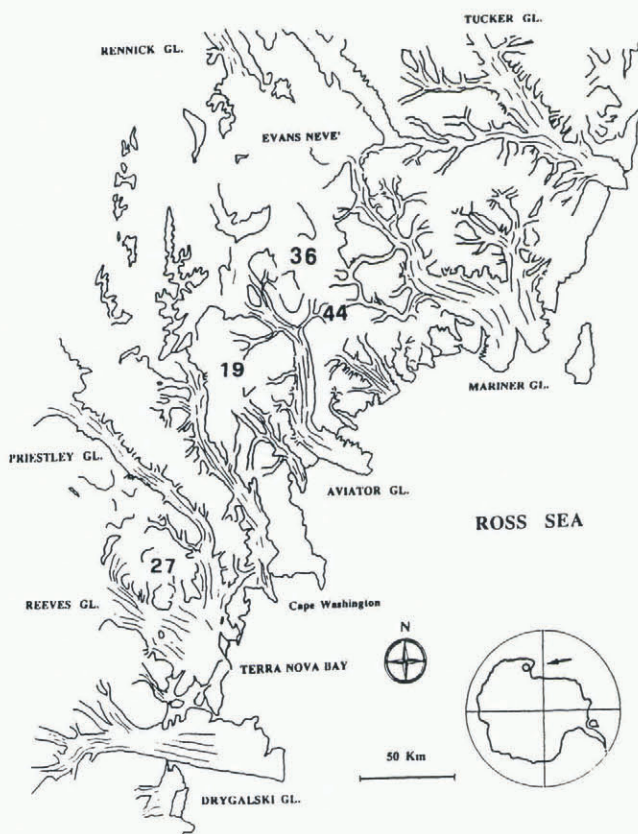 TUCKER GL.
RENNICK GL.
EVANS NEVE'
36
44
19
MARINER GL.
PRIESTLEY GL.
AVIATOR GL.
ROSS SEA
27
REEVES GL.
Cape Washington
N
TERRA NOVA BAY
50 Km
DRYGALSKI GL.